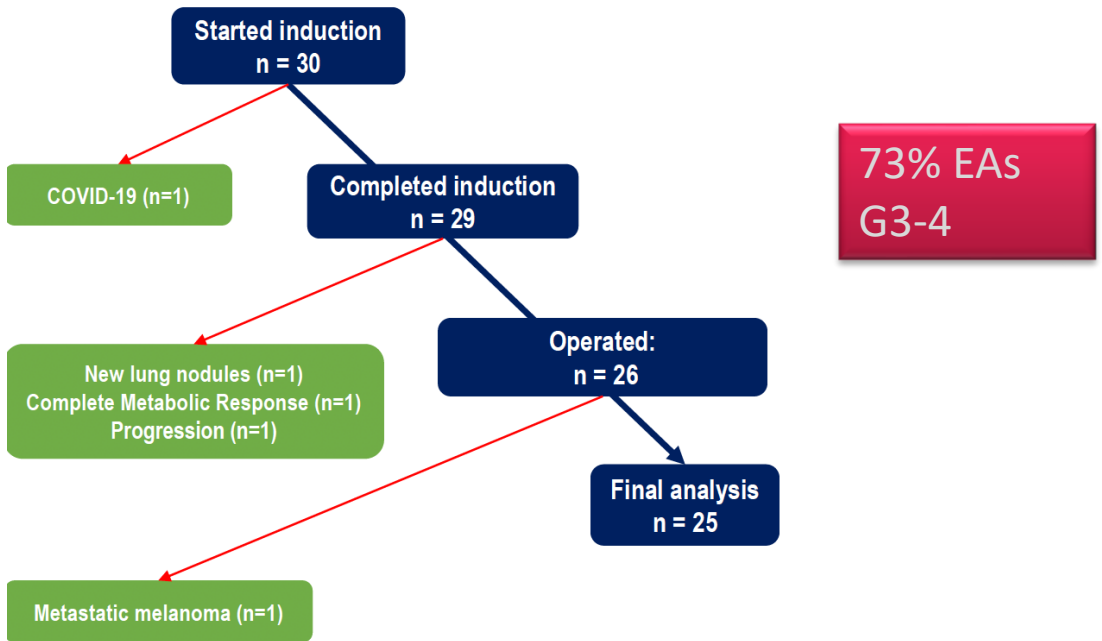 Started induction
n = 30
COVID-19 (n=1)
Completed induction
n = 29
73% EAs
G3-4
New lung nodules (n=1)
Complete Metabolic Response (n=1)
Progression (n=1)
Operated:
n = 26
Final analysis
n = 25
Metastatic melanoma (n=1)